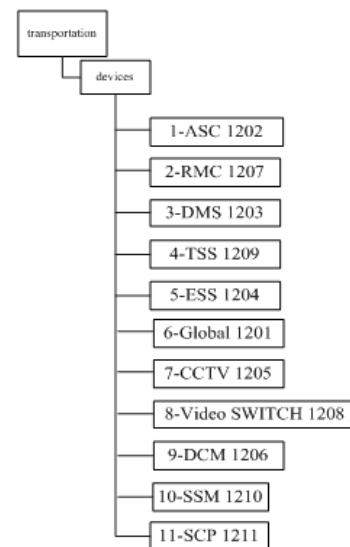 transportation
devices
1-ASC 1202
2-RMC 1207
3-DMS 1203
4-TSS 1209
5-ESS 1204
6-Global 1201
7-CCTV 1205
8-Video SWITCH 1208
9-DCM 1206
10-SSM 1210
11-SCP 1211